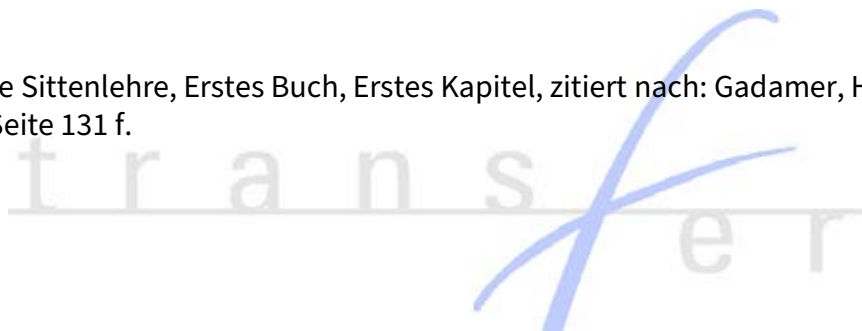 e Sittenlehre, Erstes Buch, Erstes Kapitel, zitiert nach: Gadamer, H
Seite 131 f.
transfer